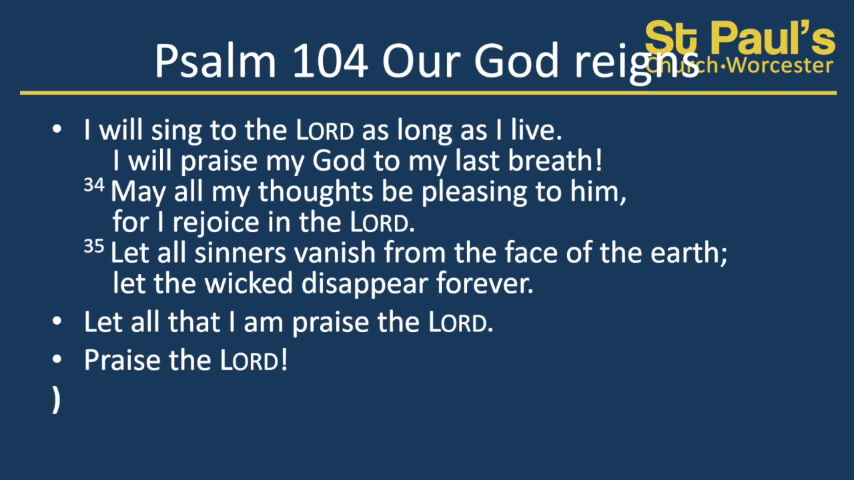 St Paul's
Church·Worcester
Psalm 104 Our God reigns
• I will sing to the LORD as long as I live.
I will praise my God to my last breath!
34 May all my thoughts be pleasing to him,
for I rejoice in the LORD.
35 Let all sinners vanish from the face of the earth;
let the wicked disappear forever.
• Let all that I am praise the LORD.
• Praise the LORD!
)